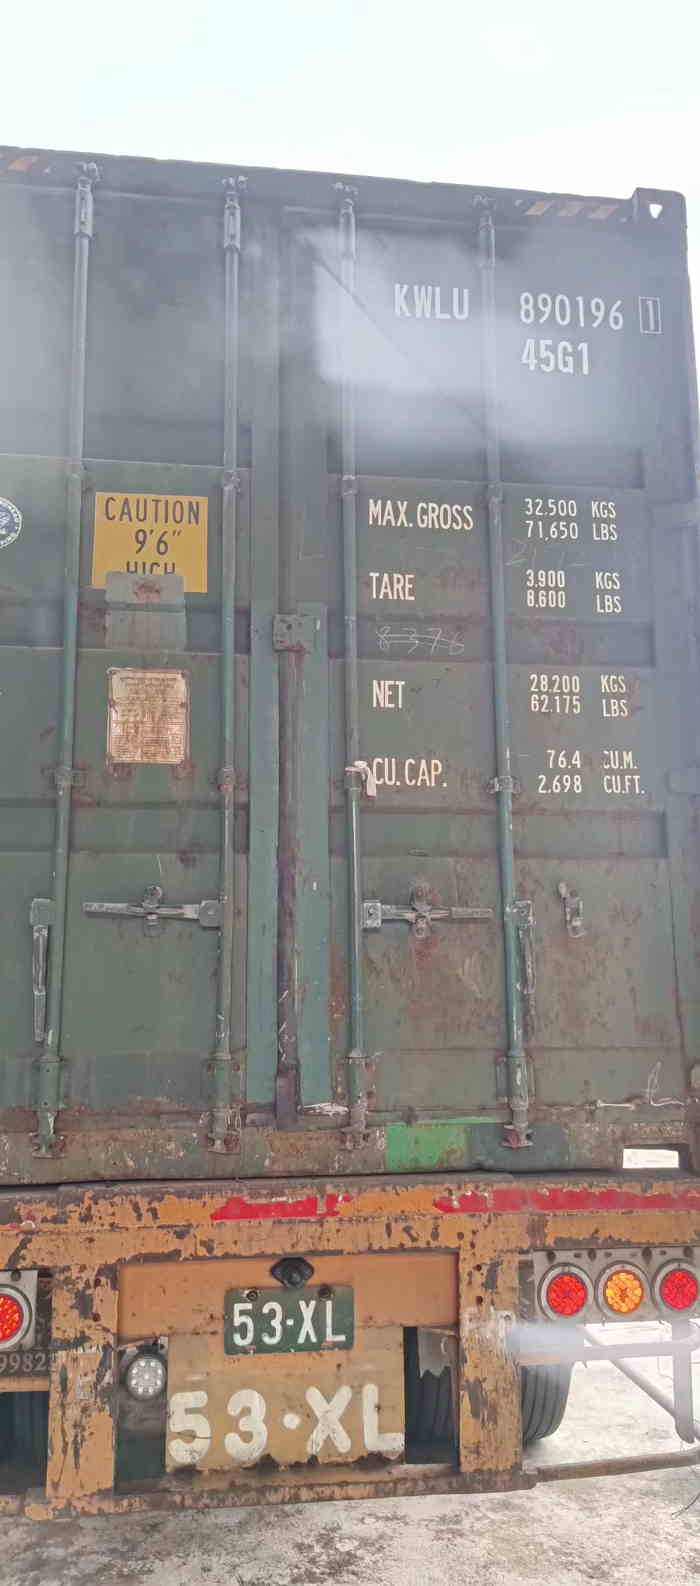 KWLU 890196 1
45G1
CAUTION
9'6"
HIGH
MAX. GROSS 32.500 KGS
71,650 LBS
TARE 3.900 KGS
8.600 LBS
8376
NET 28.200 KGS
62.175 LBS
CU. CAP. 76.4 CU.M.
2.698 CU.FT.
53·XL
53·XL